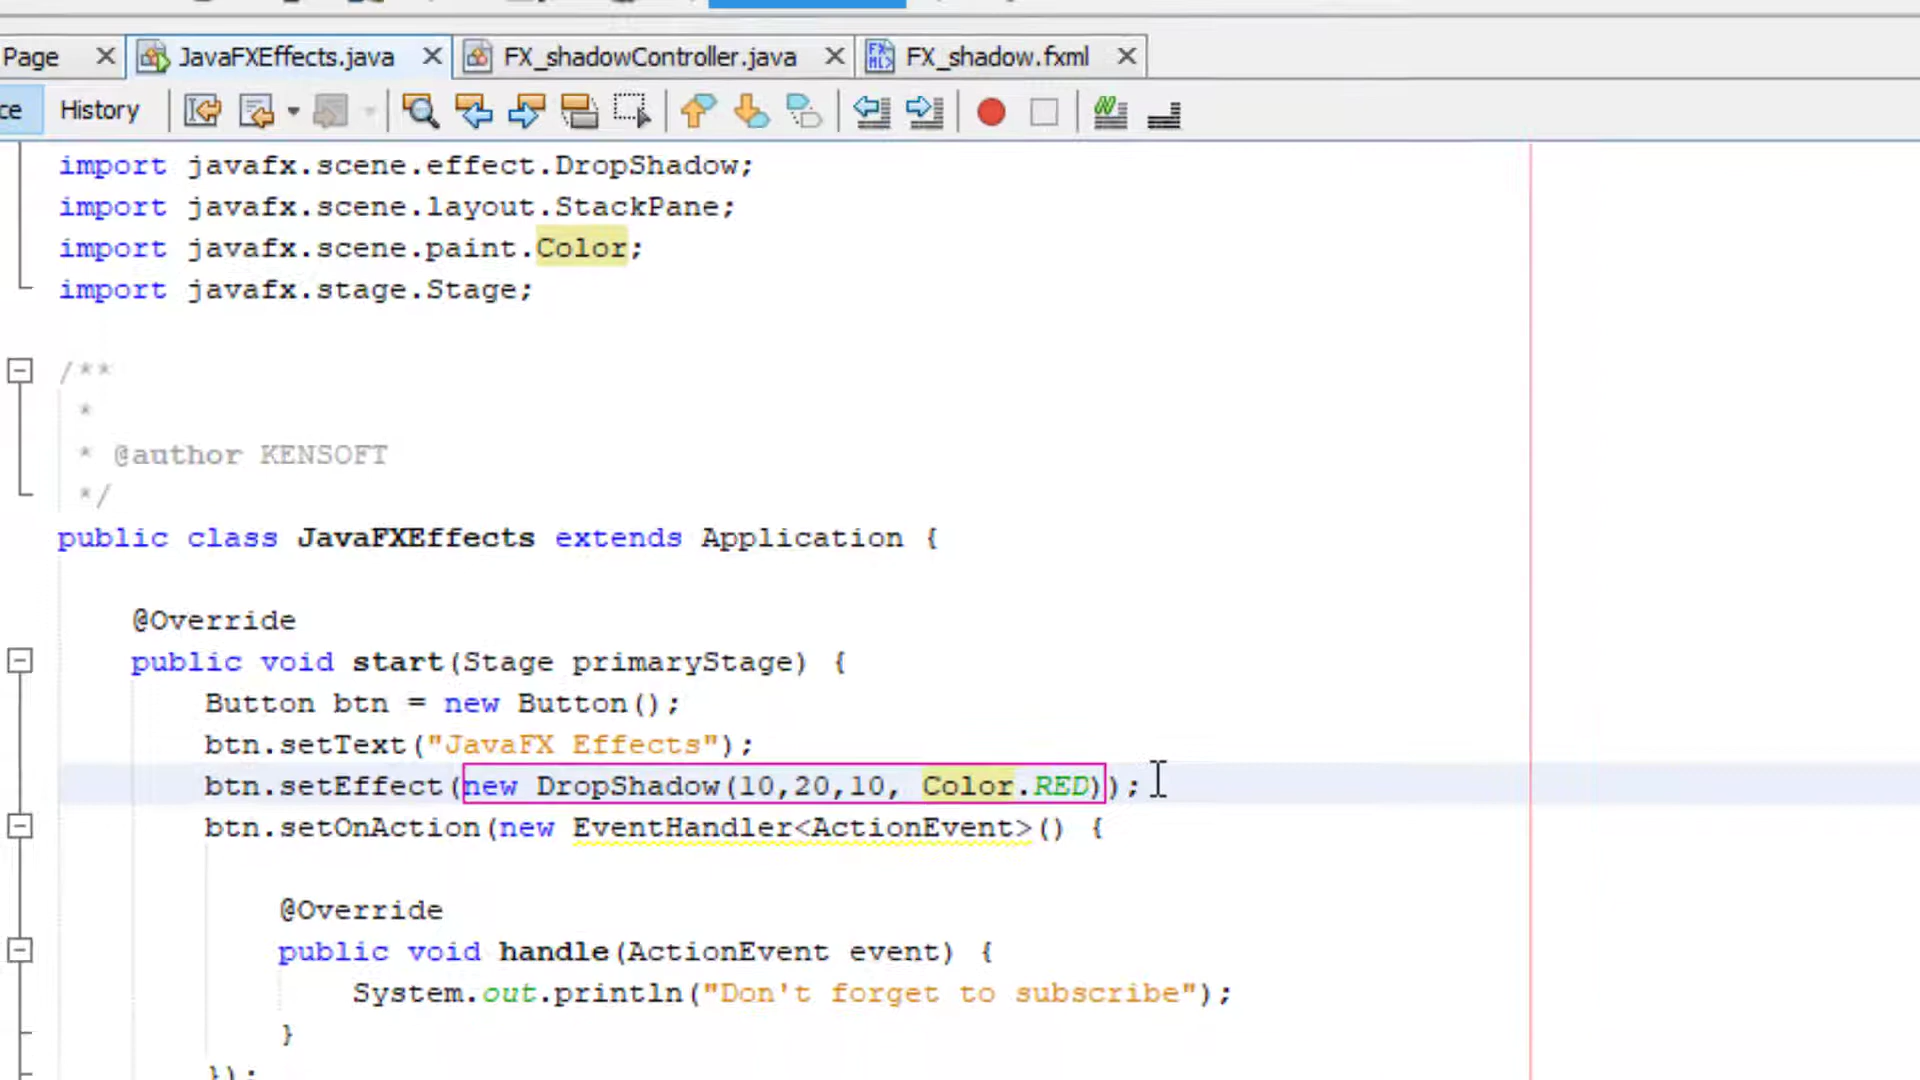 Page JavaFXEffects.java FX_shadowController.java FX_shadow.fxml
ce History
import javafx.scene.effect.DropShadow;
import javafx.scene.layout.StackPane;
import javafx.scene.paint.Color;
import javafx.stage.Stage;
/**
*
* @author KENSOFT
*/
public class JavaFXEffects extends Application {
@Override
public void start(Stage primaryStage) {
Button btn = new Button();
btn.setText("JavaFX Effects");
btn.setEffect(new DropShadow(10,20,10, Color.RED));
btn.setOnAction(new EventHandler<ActionEvent>() {
@Override
public void handle(ActionEvent event) {
System.out.println("Don't forget to subscribe");
}
});